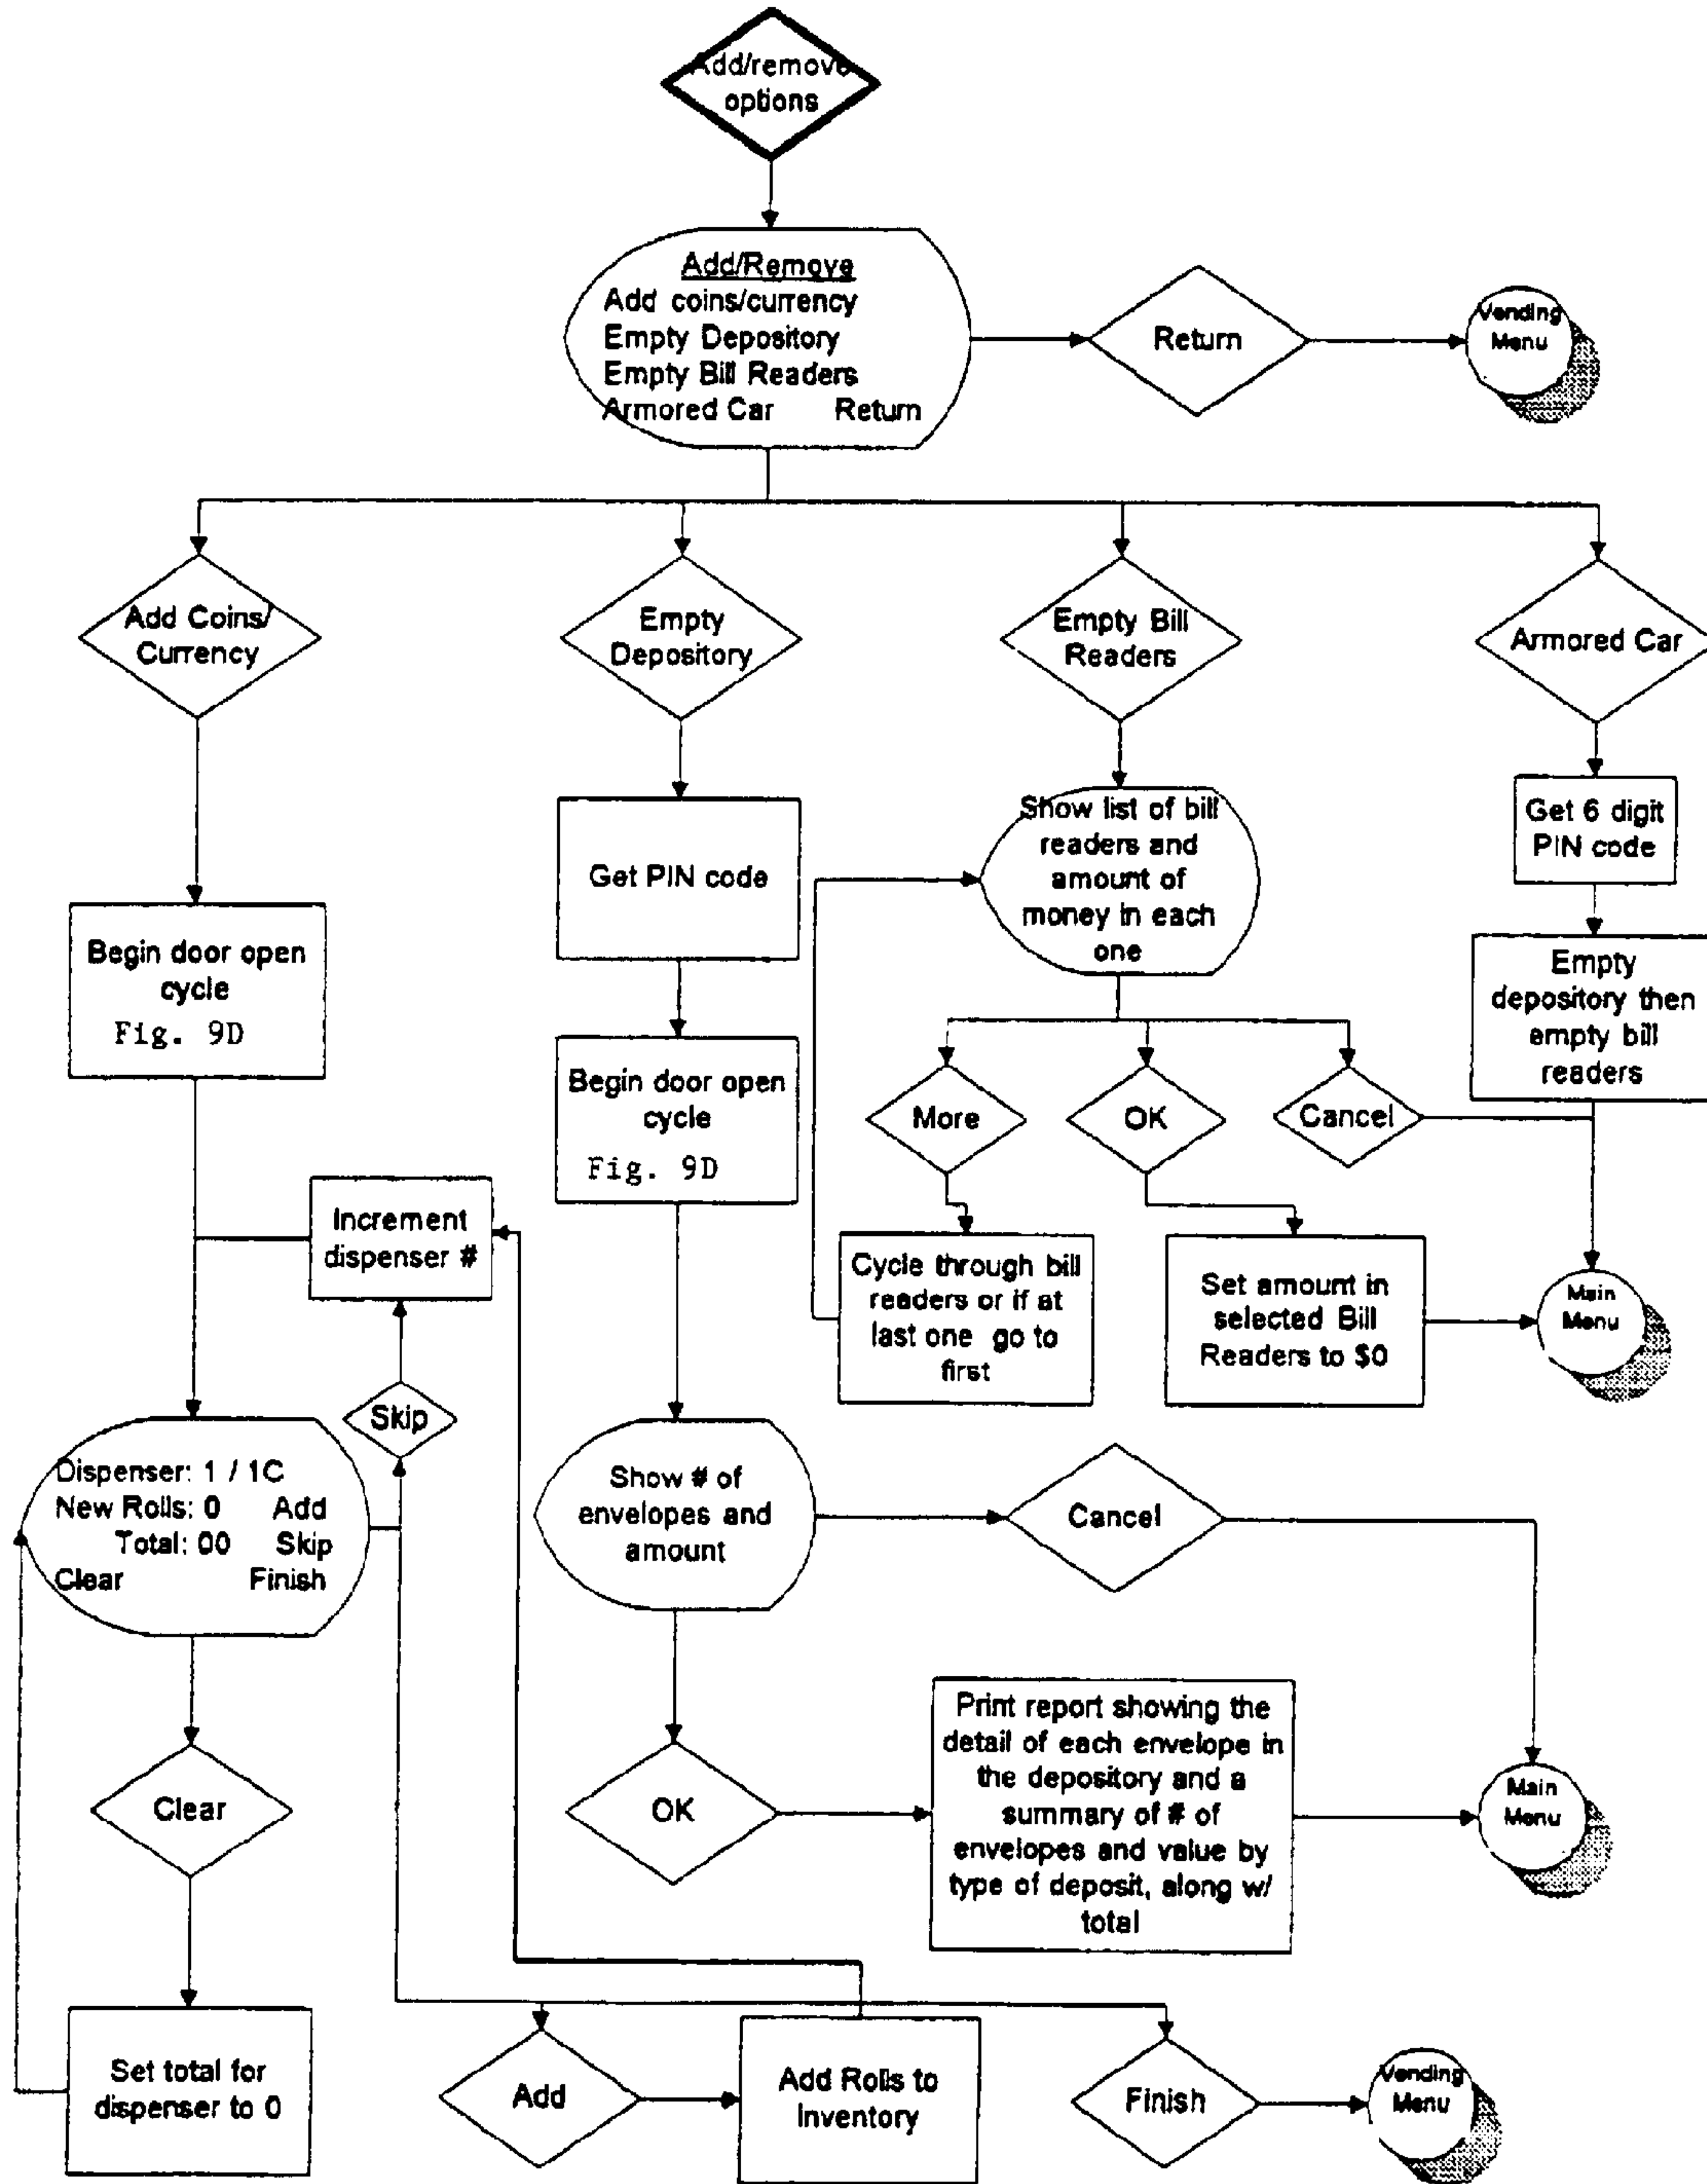 Add/remove
options
Add/Remove
Add coins/currency
Empty Depository
Empty Bill Readers
Armored Car Return
Return
Vending
Menu
Add Coins/
Currency
Empty
Depository
Empty Bill
Readers
Armored Car
Begin door open
cycle
Fig. 9D
Get PIN code
Begin door open
cycle
Fig. 9D
Show list of bill
readers and
amount of
money in each
one
Get 6 digit
PIN code
Empty
depository then
empty bill
readers
More
OK
Cancel
Increment
dispenser #
Cycle through bill
readers or if at
last one go to
first
Set amount in
selected Bill
Readers to $0
Main
Menu
Skip
Dispenser: 1 / 1C
New Rolls: 0 Add
Total: 00 Skip
Clear Finish
Show # of
envelopes and
amount
Cancel
Clear
OK
Print report showing the
detail of each envelope in
the depository and a
summary of # of
envelopes and value by
type of deposit, along w/
total
Main
Menu
Set total for
dispenser to 0
Add
Add Rolls to
Inventory
Finish
Vending
Menu